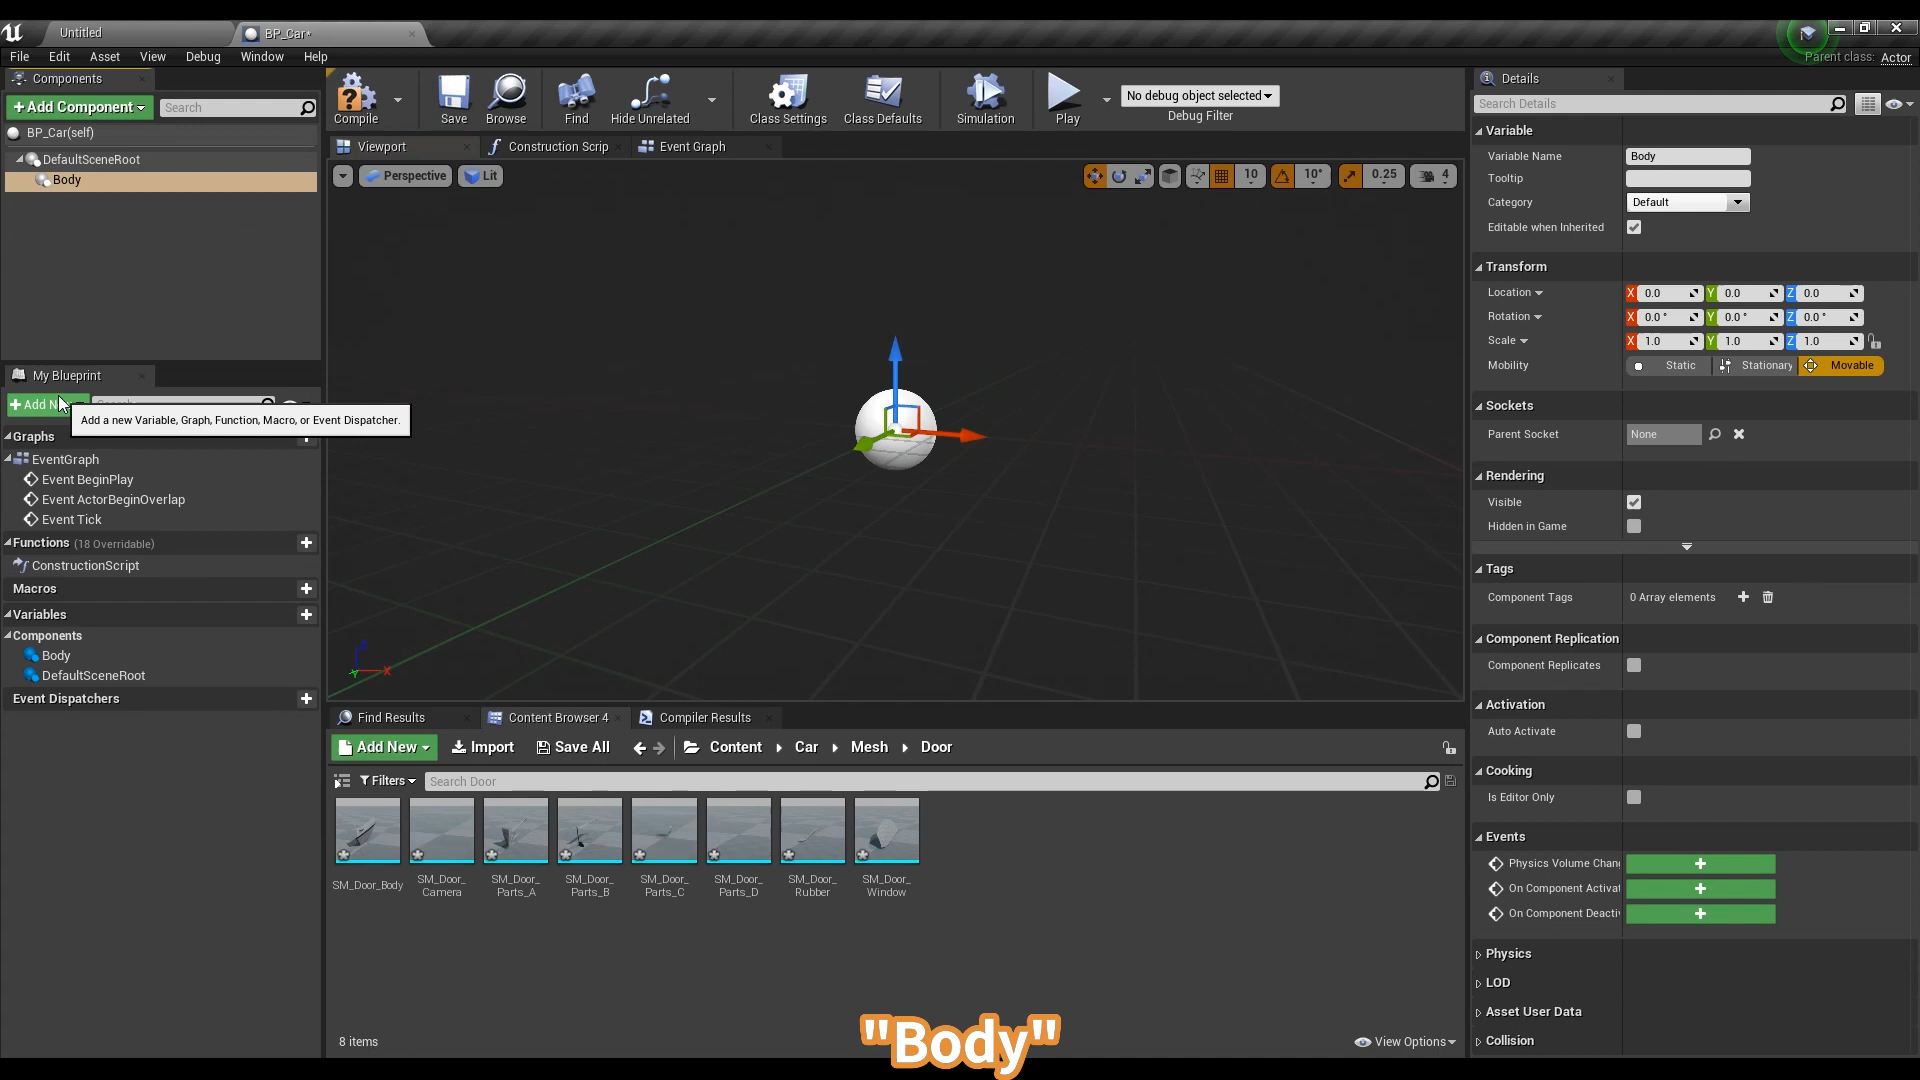 Untitled
BP_Car*
File Edit Asset View Debug Window Help
Parent class: Actor
Components
+ Add Component
Search
BP_Car(self)
DefaultSceneRoot
Body
My Blueprint
Add a new Variable, Graph, Function, Macro, or Event Dispatcher.
Graphs
EventGraph
Event BeginPlay
Event ActorBeginOverlap
Event Tick
Functions (18 Overridable)
ConstructionScript
Macros
Variables
Components
Body
DefaultSceneRoot
Event Dispatchers
Compile Save Browse Find Hide Unrelated Class Settings Class Defaults Simulation Play
No debug object selected
Debug Filter
Viewport Construction Scrip Event Graph
Perspective Lit
10 10° 0.25 4
Find Results Content Browser 4 Compiler Results
Add New Import Save All Content Car Mesh Door
Filters Search Door
SM_Door_Body
SM_Door_
Camera
SM_Door_
Parts_A
SM_Door_
Parts_B
SM_Door_
Parts_C
SM_Door_
Parts_D
SM_Door_
Rubber
SM_Door_
Window
8 items
View Options
"Body"
Details
Search Details
Variable
Variable Name Body
Tooltip
Category Default
Editable when Inherited
Transform
Location X 0.0 Y 0.0 Z 0.0
Rotation X 0.0 ° Y 0.0 ° Z 0.0 °
Scale X 1.0 Y 1.0 Z 1.0
Mobility Static Stationary Movable
Sockets
Parent Socket None
Rendering
Visible
Hidden in Game
Tags
Component Tags 0 Array elements
Component Replication
Component Replicates
Activation
Auto Activate
Cooking
Is Editor Only
Events
Physics Volume Chan
On Component Activat
On Component Deacti
Physics
LOD
Asset User Data
Collision